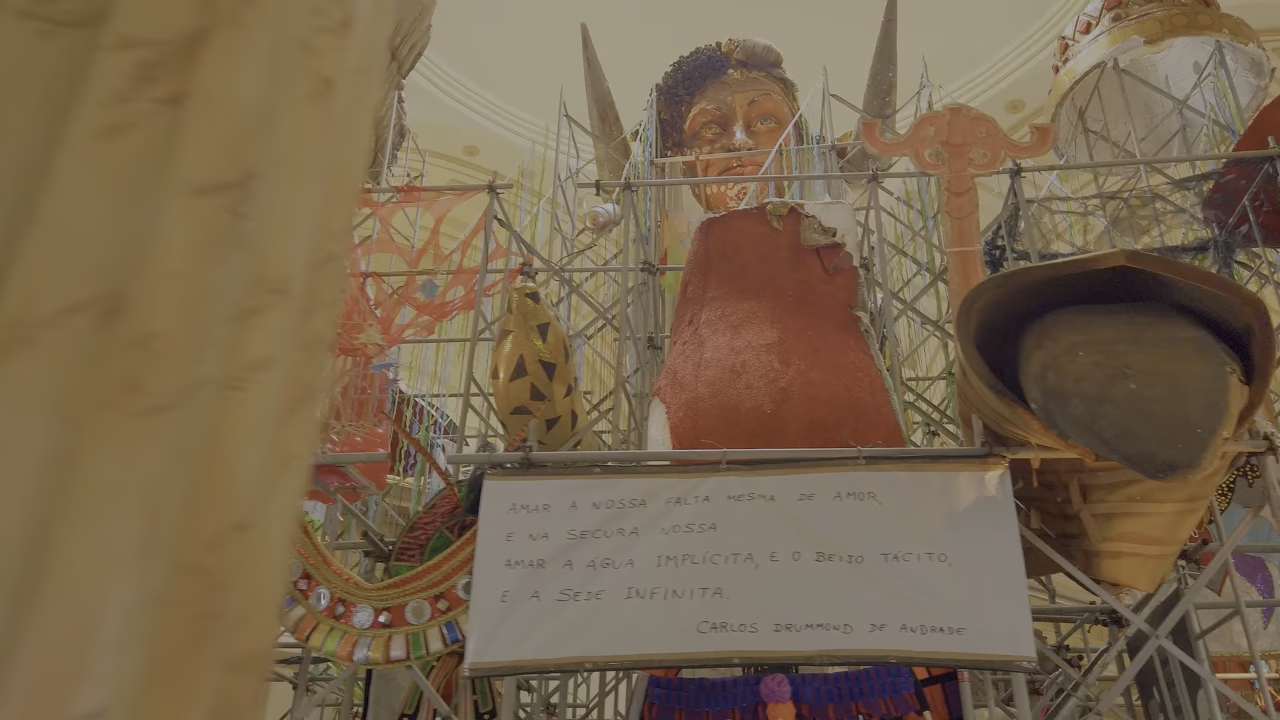 AMAR A NOSSA FALTA MESMA DE AMOR,
E NA SECURA NOSSA
AMAR A ÁGUA IMPLÍCITA, E O BEIJO TÁCITO,
E A SEDE INFINITA.
CARLOS DRUMMOND DE ANDRADE